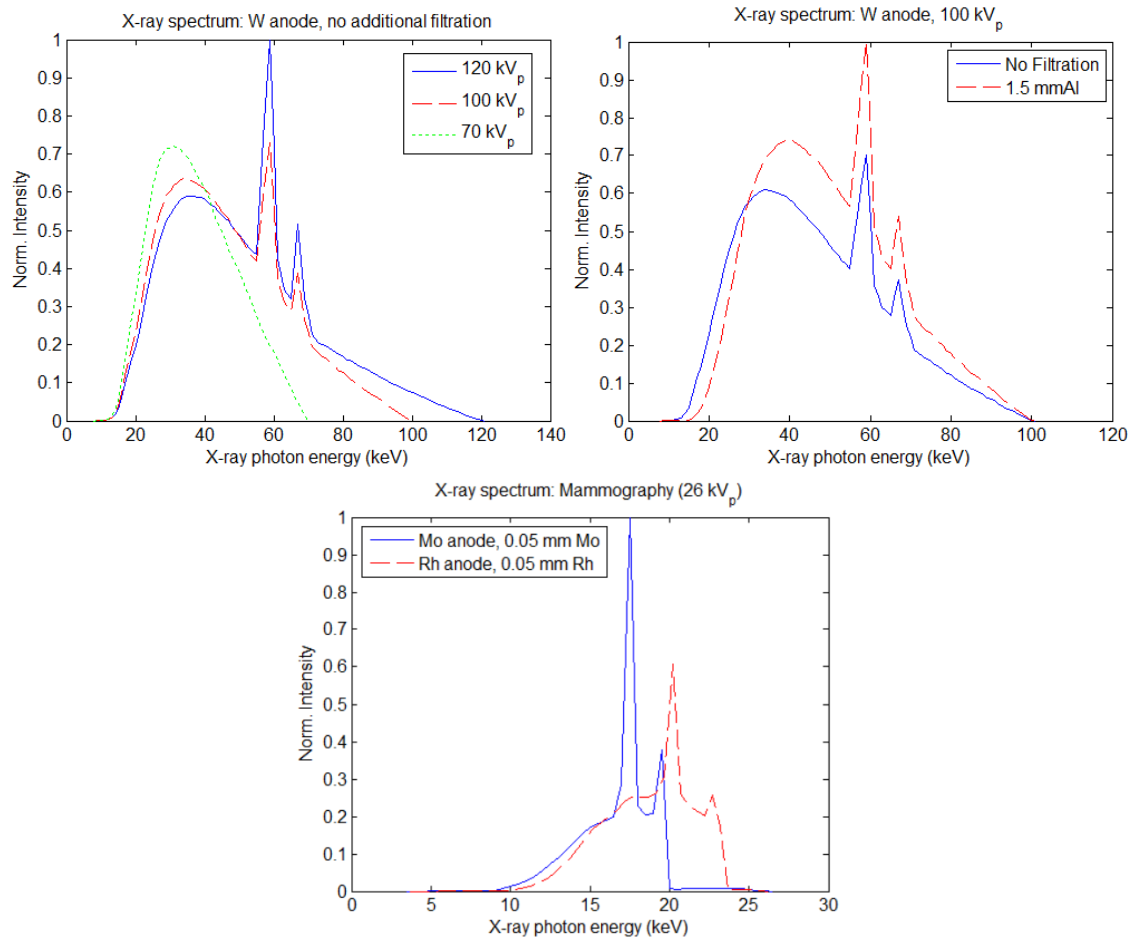 X-ray spectrum: W anode, no additional filtration
1
0.9
0.8
0.7
0.6
0.5
0.4
0.3
0.2
0.1
0
Norm. Intensity
120 kVp
100 kVp
70 kVp
0 20 40 60 80 100 120 140
X-ray photon energy (keV)
X-ray spectrum: W anode, 100 kVp
1
0.9
0.8
0.7
0.6
0.5
0.4
0.3
0.2
0.1
0
Norm. Intensity
No Filtration
1.5 mmAl
0 20 40 60 80 100 120
X-ray photon energy (keV)
X-ray spectrum: Mammography (26 kVp)
1
0.9
0.8
0.7
0.6
0.5
0.4
0.3
0.2
0.1
0
Norm. Intensity
Mo anode, 0.05 mm Mo
Rh anode, 0.05 mm Rh
0 5 10 15 20 25 30
X-ray photon energy (keV)